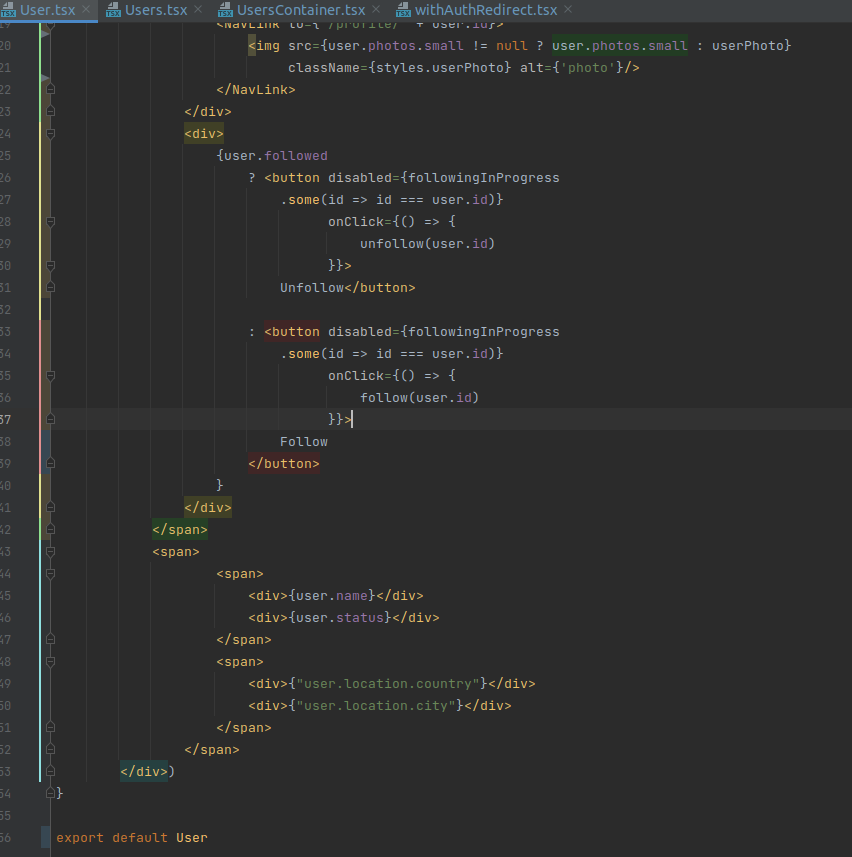 User.tsx Users.tsx UsersContainer.tsx withAuthRedirect.tsx
<NavLink to={'/profile/' + user.id}>
20 <img src={user.photos.small != null ? user.photos.small : userPhoto}
21 className={styles.userPhoto} alt={'photo'}/>
22 </NavLink>
23 </div>
24 <div>
25 {user.followed
26 ? <button disabled={followingInProgress
27 .some(id => id === user.id)}
28 onClick={() => {
29 unfollow(user.id)
30 }}>
31 Unfollow</button>
32
33 : <button disabled={followingInProgress
34 .some(id => id === user.id)}
35 onClick={() => {
36 follow(user.id)
37 }}>
38 Follow
39 </button>
40 }
41 </div>
42 </span>
43 <span>
44 <span>
45 <div>{user.name}</div>
46 <div>{user.status}</div>
47 </span>
48 <span>
49 <div>{"user.location.country"}</div>
50 <div>{"user.location.city"}</div>
51 </span>
52 </span>
53 </div>)
54 }
55
56 export default User